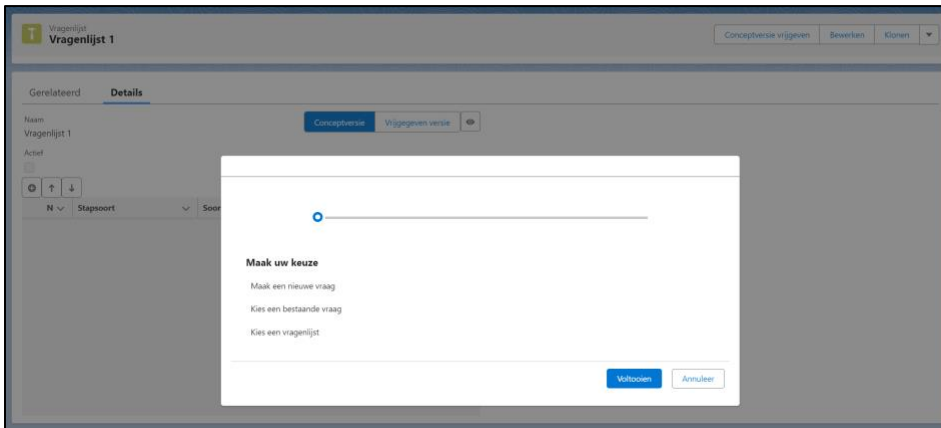 Vragenlijst
Vragenlijst 1
Conceptversie vrijgeven Bewerken Klonen
Gerelateerd Details
Naam
Vragenlijst 1
Conceptversie Vrijgegeven versie
Actief
N Stapsoort Soor
Maak uw keuze
Maak een nieuwe vraag
Kies een bestaande vraag
Kies een vragenlijst
Voltooien Annuleer